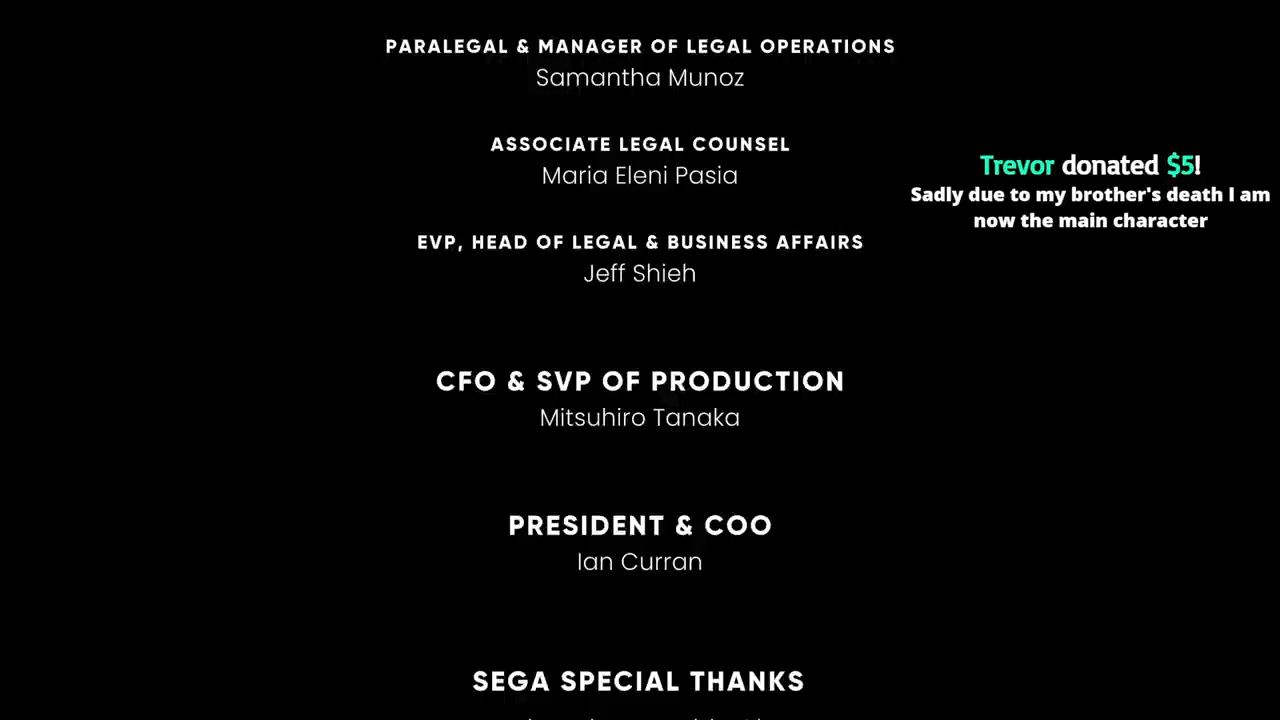 PARALEGAL & MANAGER OF LEGAL OPERATIONS
Samantha Munoz
ASSOCIATE LEGAL COUNSEL
Maria Eleni Pasia
EVP, HEAD OF LEGAL & BUSINESS AFFAIRS
Jeff Shieh
CFO & SVP OF PRODUCTION
Mitsuhiro Tanaka
PRESIDENT & COO
Ian Curran
SEGA SPECIAL THANKS
Trevor donated $5!
Sadly due to my brother's death I am
now the main character